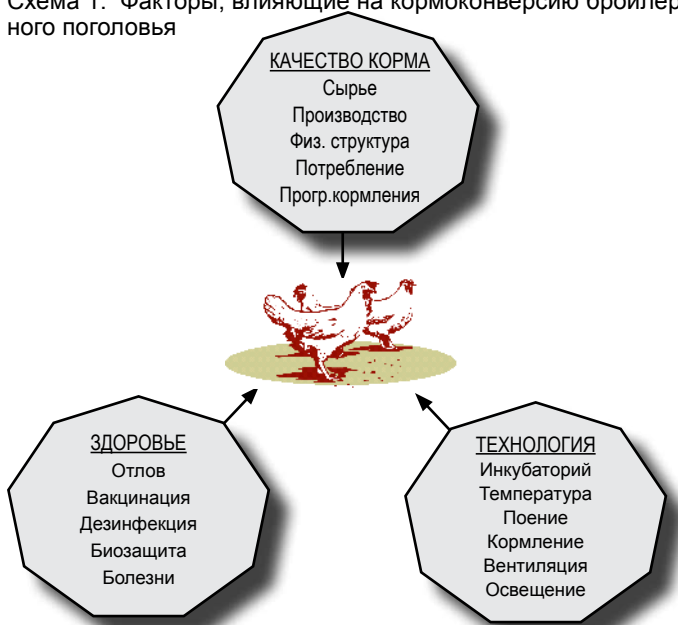 Схема 1. Факторы, влияющие на кормоконверсию бройлер
ного поголовья
КАЧЕСТВО КОРМА
Сырье
Производство
Физ. структура
Потребление
Прогр.кормления
ЗДОРОВЬЕ
Отлов
Вакцинация
Дезинфекция
Биозащита
Болезни
ТЕХНОЛОГИЯ
Инкубаторий
Температура
Поение
Кормление
Вентиляция
Освещение